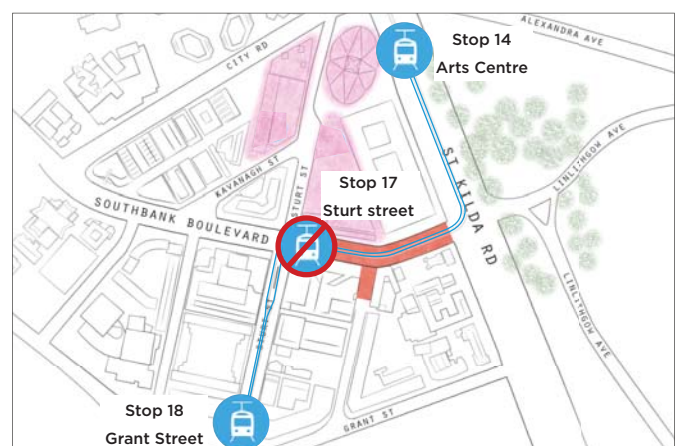 ALEXANDRA AVE
Stop 14
Arts Centre
CITY RD
LINLITHGOW AVE
KAVANAGH ST
STURT ST
ST KILDA RD
Stop 17
Sturt street
SOUTHBANK BOULEVARD
STURT ST
LINLITHGOW AVE
Stop 18
Grant Street
GRANT ST